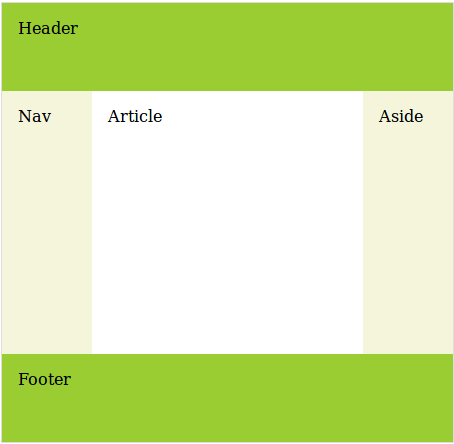 Header
Nav
Article
Aside
Footer